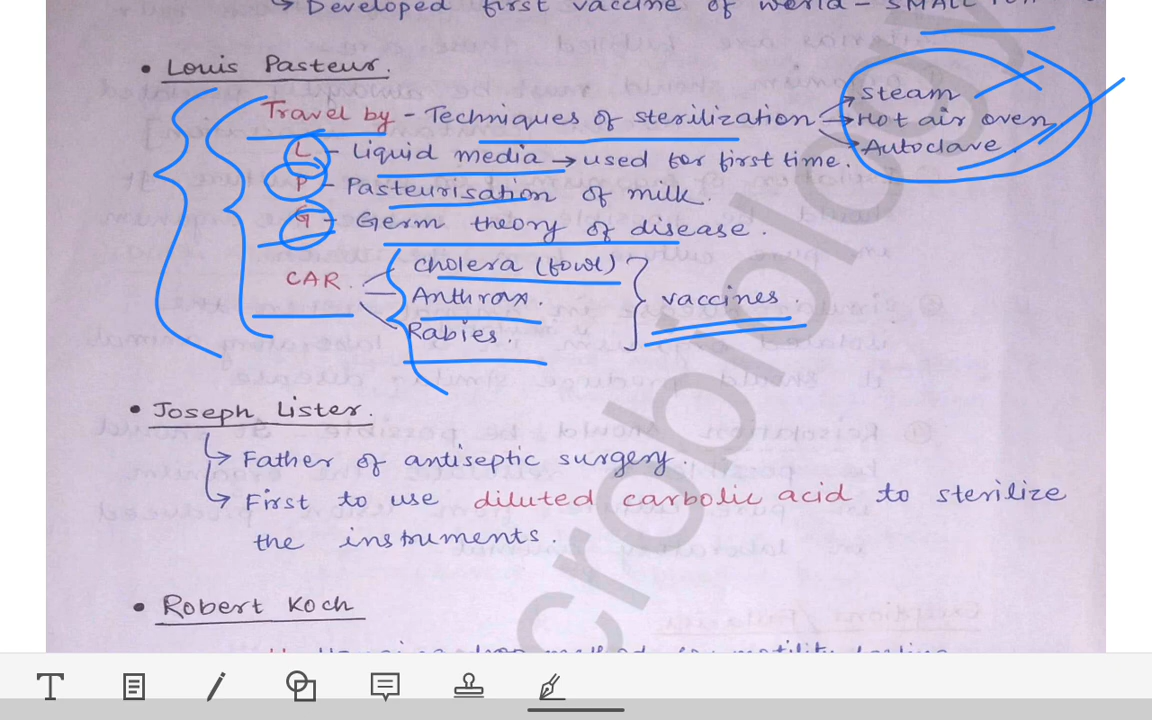 → Developed first vaccine of world - SMALL
• Louis Pasteur.
Travel by - Techniques of sterilization → steam
→ Hot air oven
→ Autoclave.
L - Liquid media → used for first time.
P - Pasteurisation of milk.
G - Germ theory of disease.
CAR cholera (fowl)
Anthrax. vaccines.
Rabies.
• Joseph Lister.
→ Father of antiseptic surgery.
→ First to use diluted carbolic acid to sterilize
the instruments.
• Robert Koch
crobiology
T